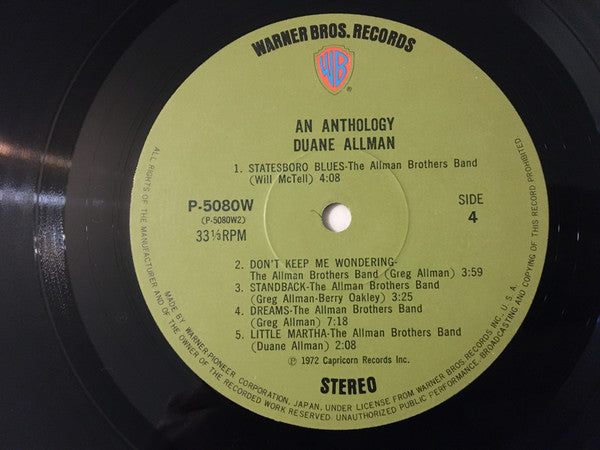 WARNER BROS. RECORDS
WB
®
AN ANTHOLOGY
DUANE ALLMAN
1. STATESBORO BLUES-The Allman Brothers Band
(Will McTell) 4:08
P-5080W
(P-5080W2)
33⅓RPM
SIDE
4
2. DON'T KEEP ME WONDERING-
The Allman Brothers Band (Greg Allman) 3:59
3. STANDBACK-The Allman Brothers Band
(Greg Allman-Berry Oakley) 3:25
4. DREAMS-The Allman Brothers Band
(Greg Allman) 7:18
5. LITTLE MARTHA-The Allman Brothers Band
(Duane Allman) 2:08
Ⓟ 1972 Capricorn Records Inc.
STEREO
ALL RIGHTS OF THE MANUFACTURER AND OF THE OWNER OF THE RECORDED WORK RESERVED. UNAUTHORIZED PUBLIC PERFORMANCE, BROADCASTING AND COPYING OF THIS RECORD PROHIBITED
MADE BY WARNER-PIONEER CORPORATION, JAPAN, UNDER LICENSE FROM WARNER BROS. RECORDS INC. U.S.A.